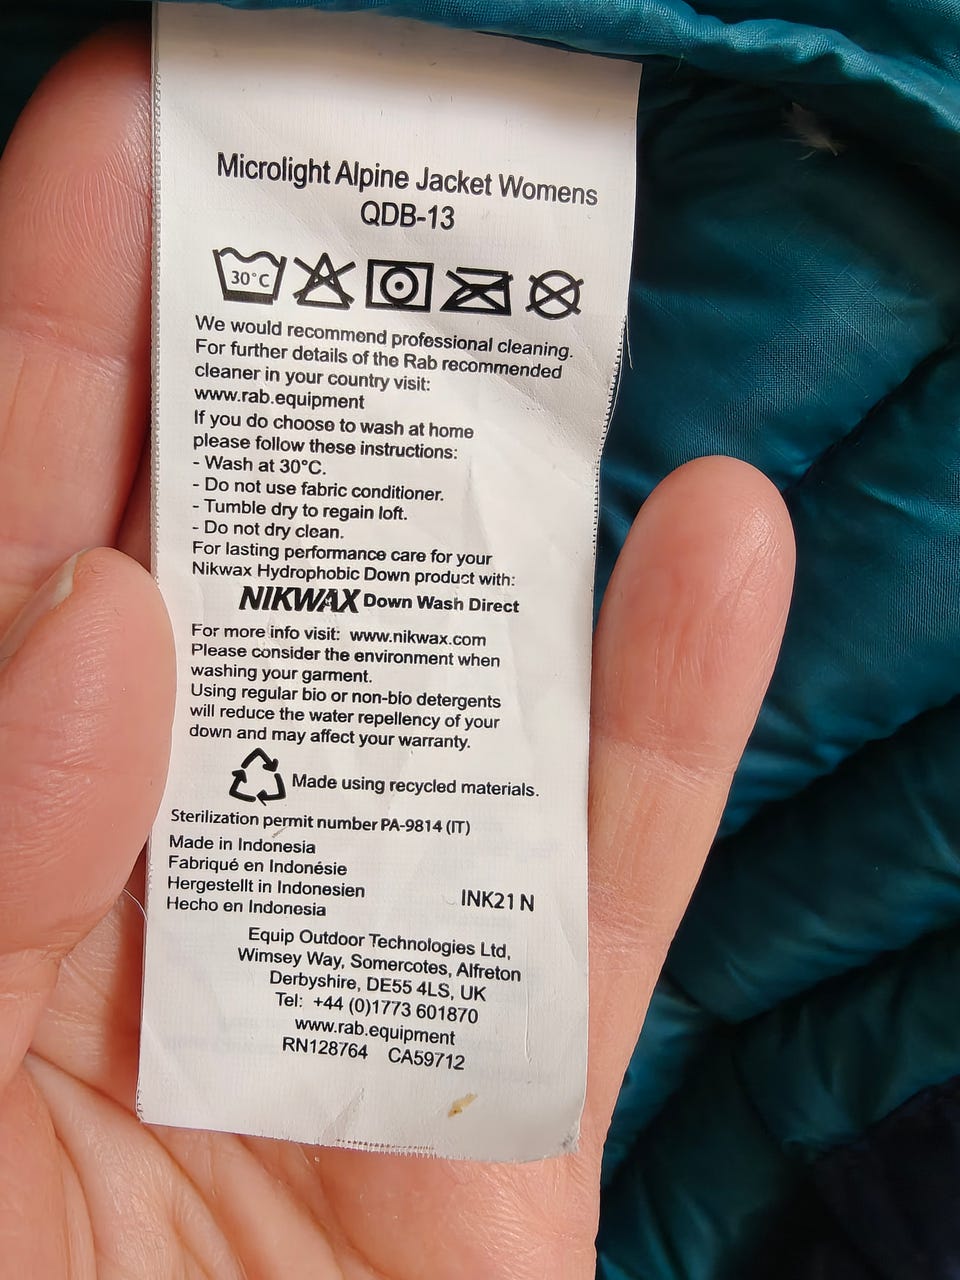 Microlight Alpine Jacket Womens
QDB-13
30°C
We would recommend professional cleaning.
For further details of the Rab recommended
cleaner in your country visit:
www.rab.equipment
If you do choose to wash at home
please follow these instructions:
- Wash at 30°C.
- Do not use fabric conditioner.
- Tumble dry to regain loft.
- Do not dry clean.
For lasting performance care for your
Nikwax Hydrophobic Down product with:
NIKWAX Down Wash Direct
For more info visit: www.nikwax.com
Please consider the environment when
washing your garment.
Using regular bio or non-bio detergents
will reduce the water repellency of your
down and may affect your warranty.
Made using recycled materials.
Sterilization permit number PA-9814 (IT)
Made in Indonesia
Fabriqué en Indonésie
Hergestellt in Indonesien
Hecho en Indonesia
INK21 N
Equip Outdoor Technologies Ltd,
Wimsey Way, Somercotes, Alfreton
Derbyshire, DE55 4LS, UK
Tel: +44 (0)1773 601870
www.rab.equipment
RN128764 CA59712